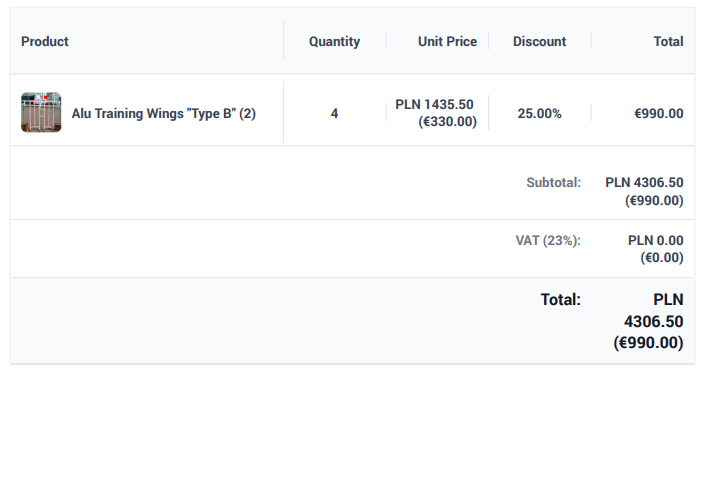 Product Quantity Unit Price Discount Total
Alu Training Wings "Type B" (2) 4 PLN 1435.50 (€330.00) 25.00% €990.00
Subtotal: PLN 4306.50
(€990.00)
VAT (23%): PLN 0.00
(€0.00)
Total: PLN
4306.50
(€990.00)